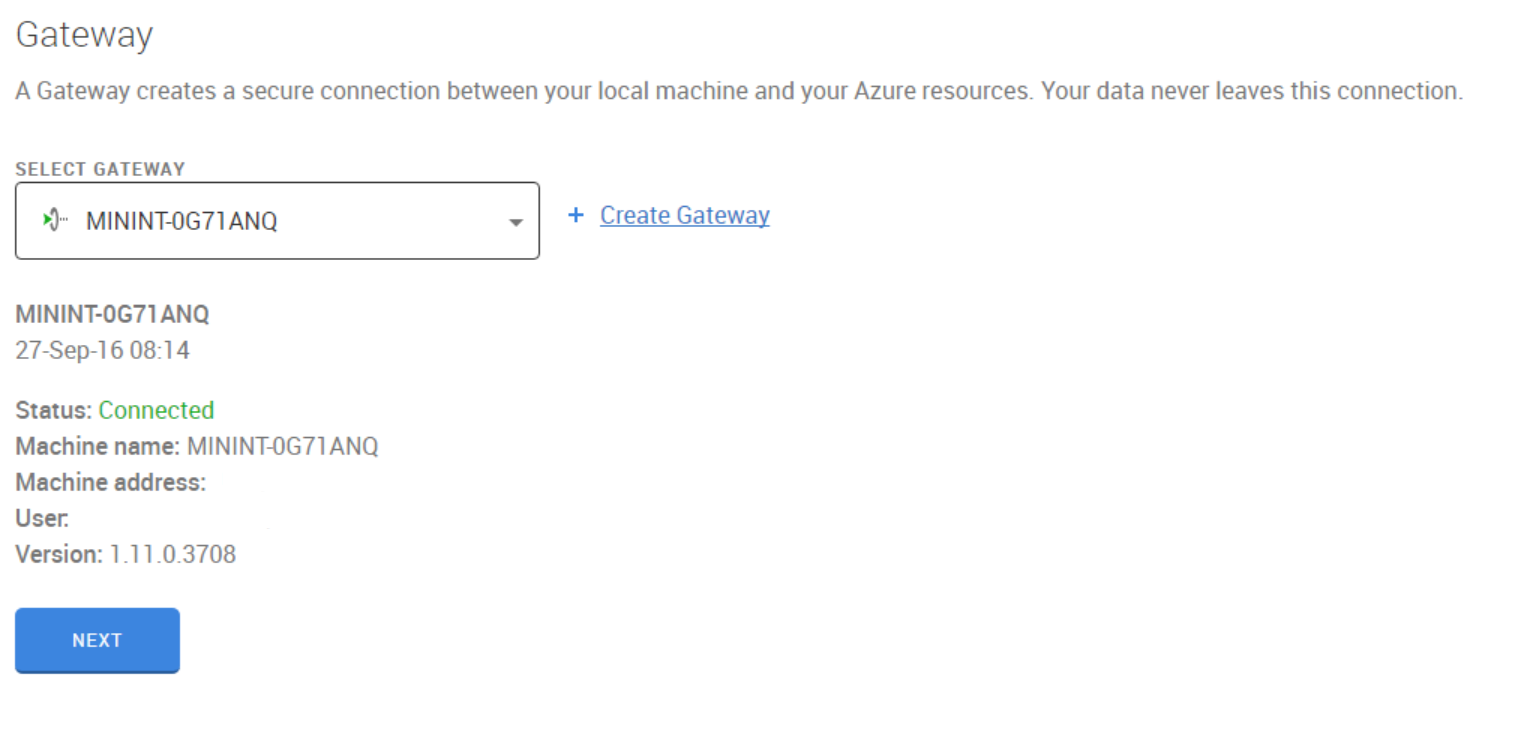 Gateway
A Gateway creates a secure connection between your local machine and your Azure resources. Your data never leaves this connection.
SELECT GATEWAY
MININT-0G71ANQ
+ Create Gateway
MININT-0G71ANQ
27-Sep-16 08:14
Status: Connected
Machine name: MININT-0G71ANQ
Machine address:
User:
Version: 1.11.0.3708
NEXT